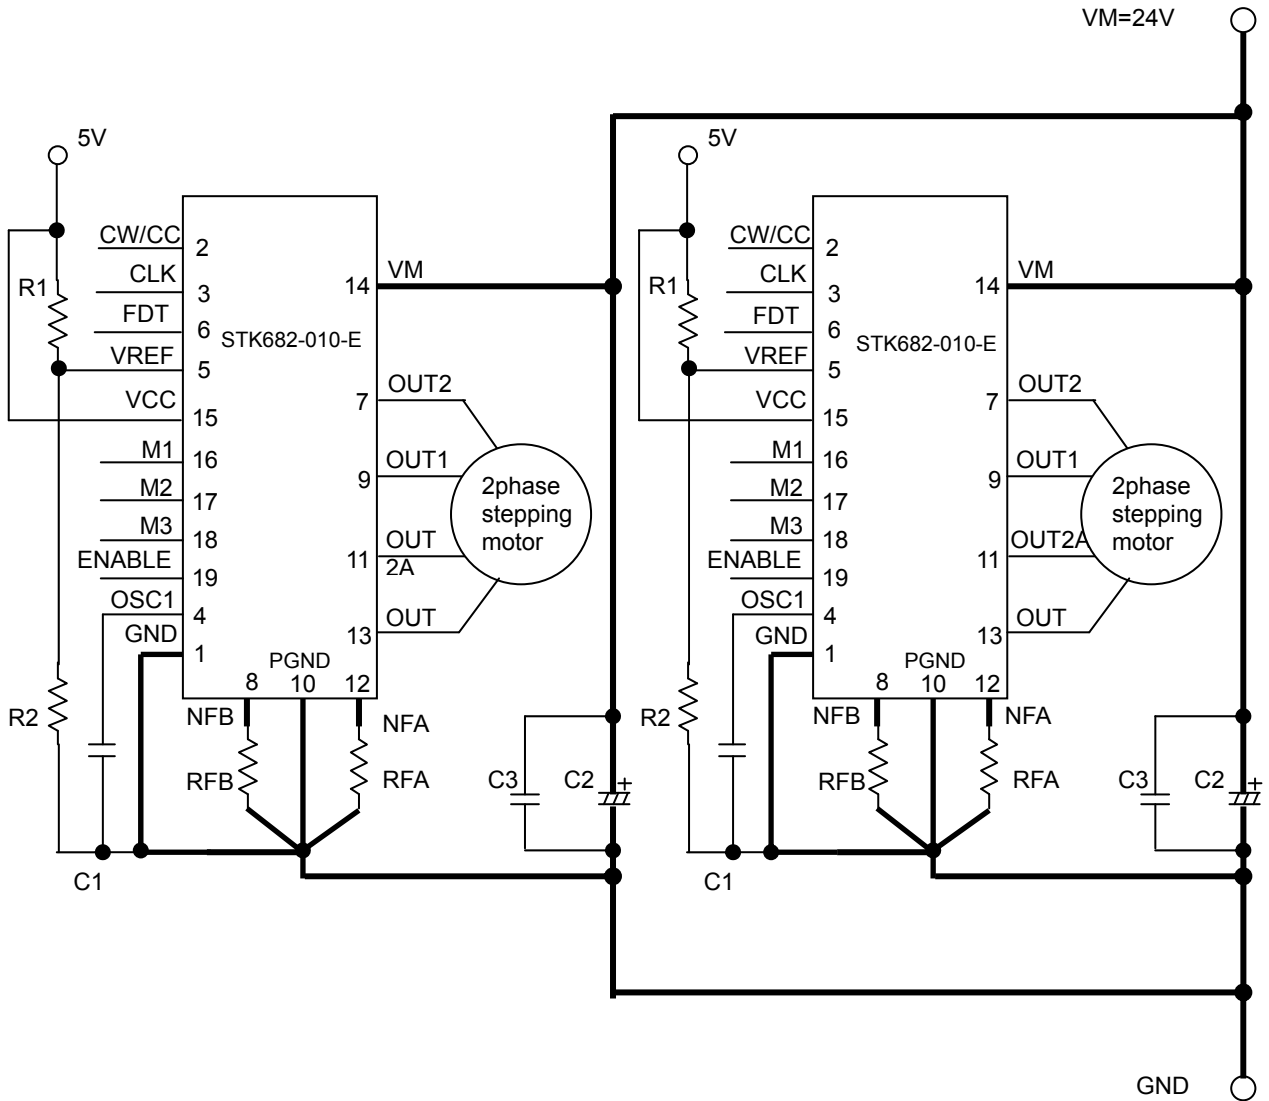 VM=24V
5V
CW/CC
2
CLK
3
R1
FDT
6
VREF
5
VCC
15
M1
16
M2
17
M3
18
ENABLE
19
OSC1
4
GND
1
R2
C1
STK682-010-E
14
VM
7
OUT2
9
OUT1
11
OUT
2A
13
OUT
2phase
stepping
motor
PGND
8
10
12
NFB
NFA
RFB
RFA
C3
C2
+
5V
CW/CC
2
CLK
3
R1
FDT
6
VREF
5
VCC
15
M1
16
M2
17
M3
18
ENABLE
19
OSC1
4
GND
1
R2
C1
STK682-010-E
14
VM
7
OUT2
9
OUT1
11
OUT2A
13
OUT
2phase
stepping
motor
PGND
8
10
12
NFB
NFA
RFB
RFA
C3
C2
+
GND